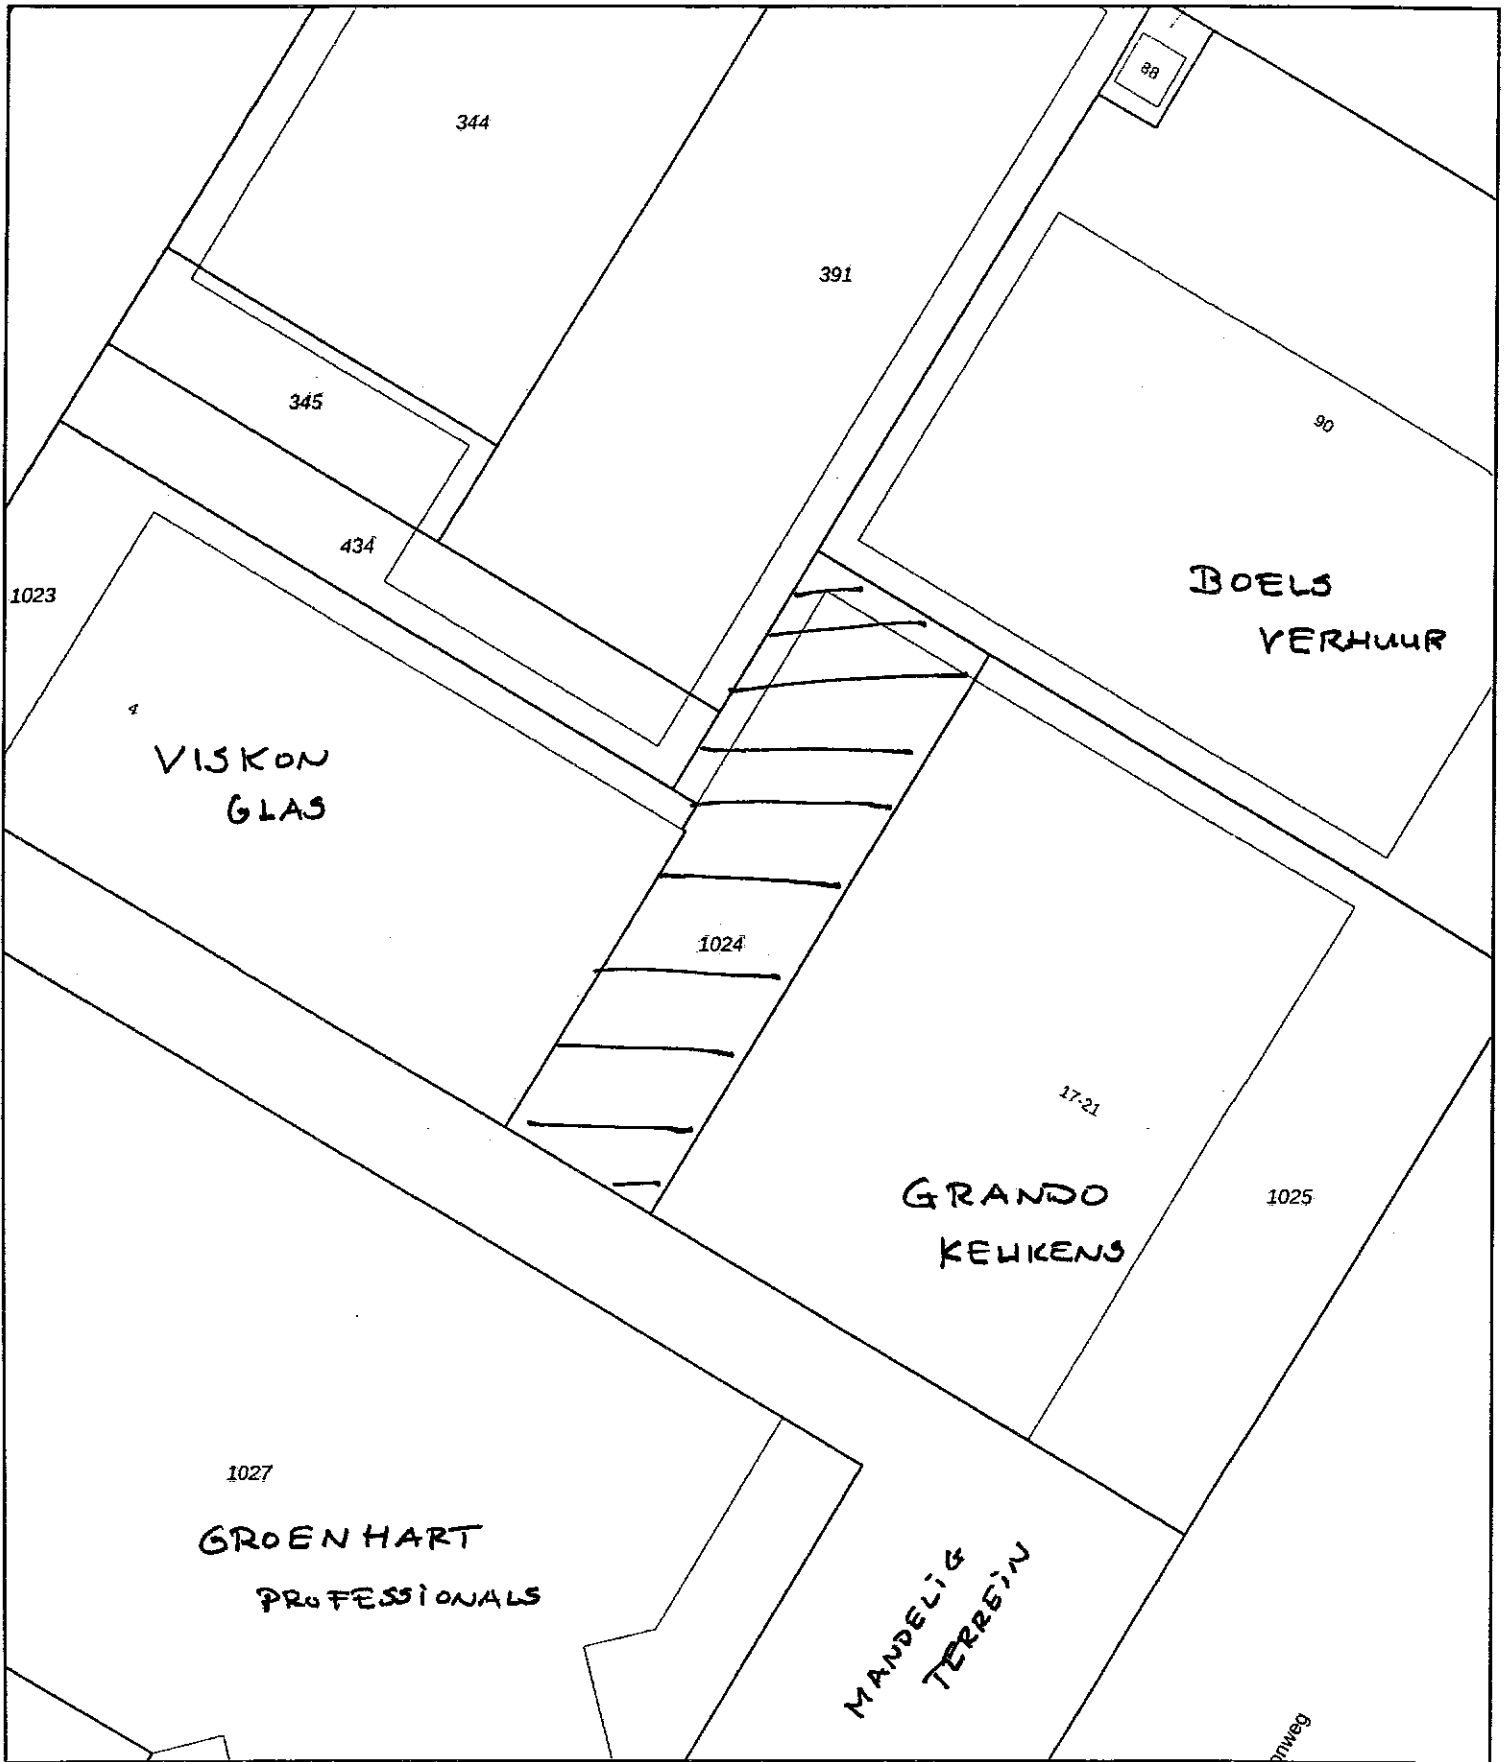 88
344
391
345
90
434
BOELS
VERHUUR
1023
4
VISKON
GLAS
1024
17-21
GRANDO
KEUKENS
1025
1027
GROENHART
PROFESSIONALS
MANDELIG
TERREIN
onweg